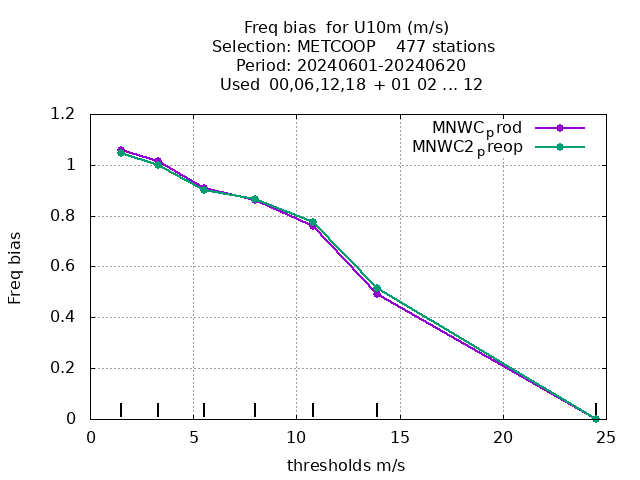 Freq bias  for U10m (m/s)
Selection: METCOOP    477 stations
Period: 20240601-20240620
Used  00,06,12,18  + 01 02 ... 12
1.2
MNWCprod
MNWC2preop
1
0.8
0.6
0.4
0.2
0
Freq bias
0 5 10 15 20 25
thresholds m/s